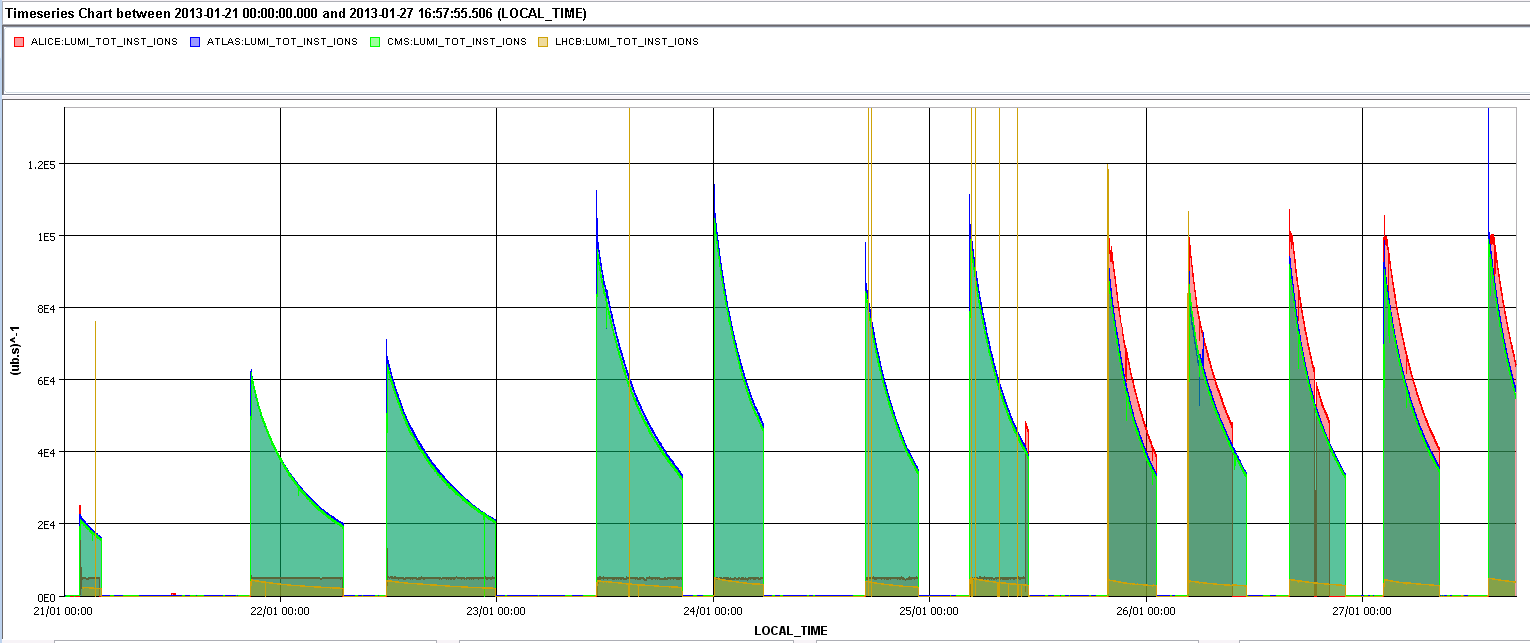 Timeseries Chart between 2013-01-21 00:00:00.000 and 2013-01-27 16:57:55.506 (LOCAL_TIME)
ALICE:LUMI_TOT_INST_IONS ATLAS:LUMI_TOT_INST_IONS CMS:LUMI_TOT_INST_IONS LHCB:LUMI_TOT_INST_IONS
1.2E5
1E5
8E4
6E4
4E4
2E4
0E0
(ub.s)^-1
21/01 00:00 22/01 00:00 23/01 00:00 24/01 00:00 25/01 00:00 26/01 00:00 27/01 00:00
LOCAL_TIME